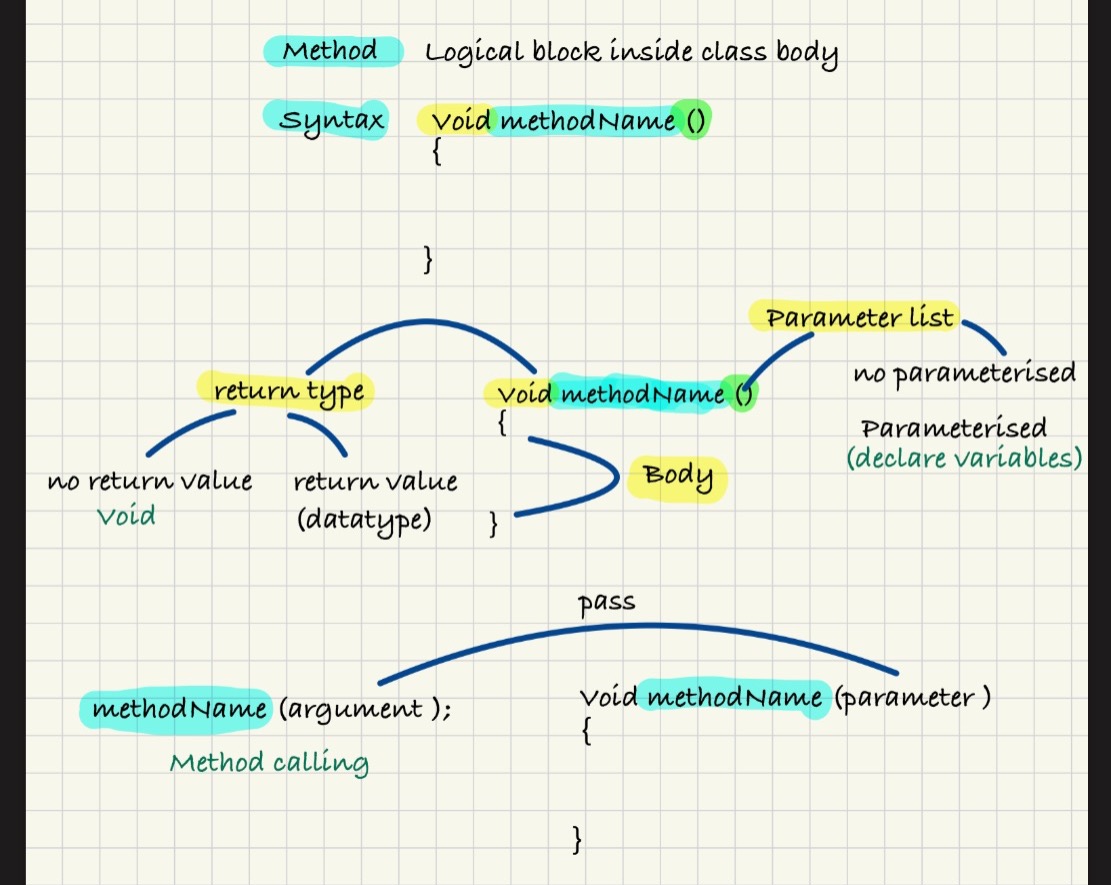 Method Logical block inside class body
Syntax Void methodName ()
{
}
Parameter list
no parameterised
Parameterised
(declare variables)
return type
no return value
Void
return value
(datatype)
Void methodName ()
{
Body
}
pass
methodName (argument );
Method calling
Void methodName (parameter )
{
}